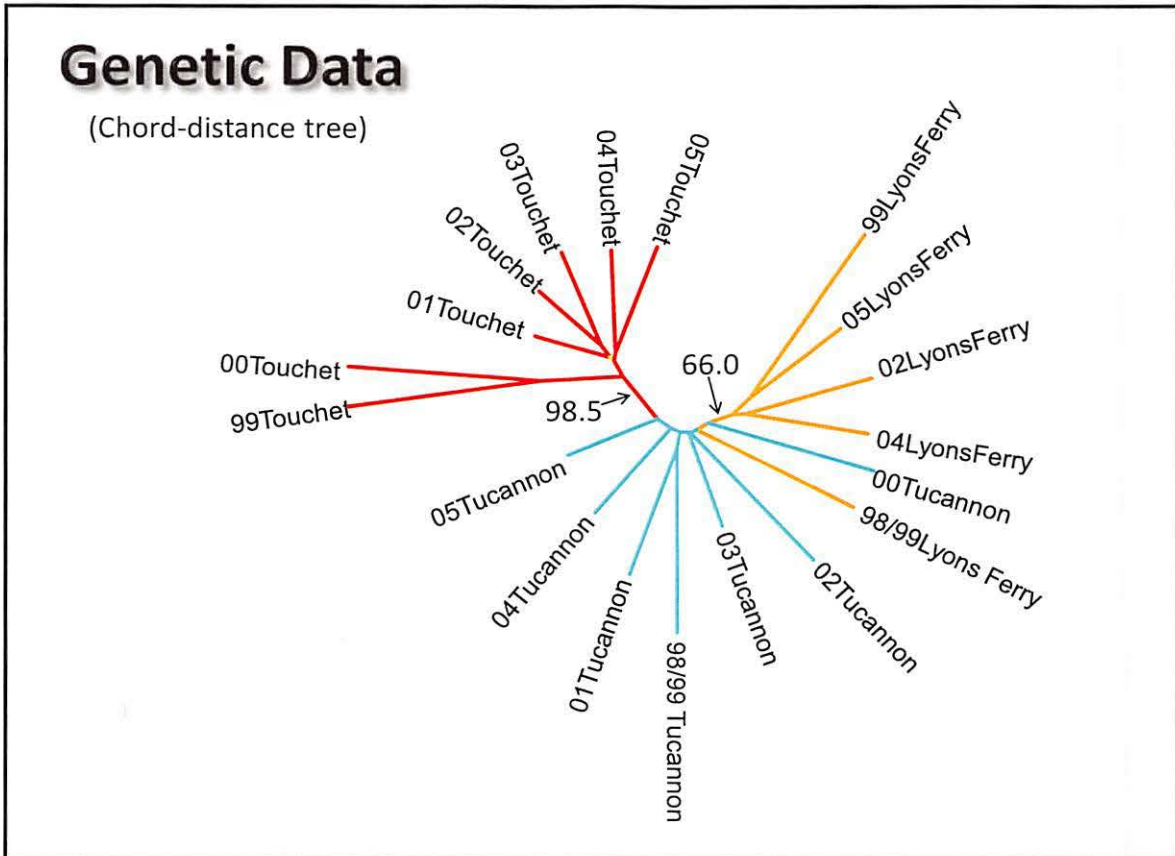 Genetic Data
(Chord-distance tree)
05Touchet
04Touchet
03Touchet
02Touchet
01Touchet
00Touchet
99Touchet
98.5
66.0
99LyonsFerry
05LyonsFerry
02LyonsFerry
04LyonsFerry
00Tucannon
98/99Lyons Ferry
02Tucannon
03Tucannon
98/99 Tucannon
01Tucannon
04Tucannon
05Tucannon